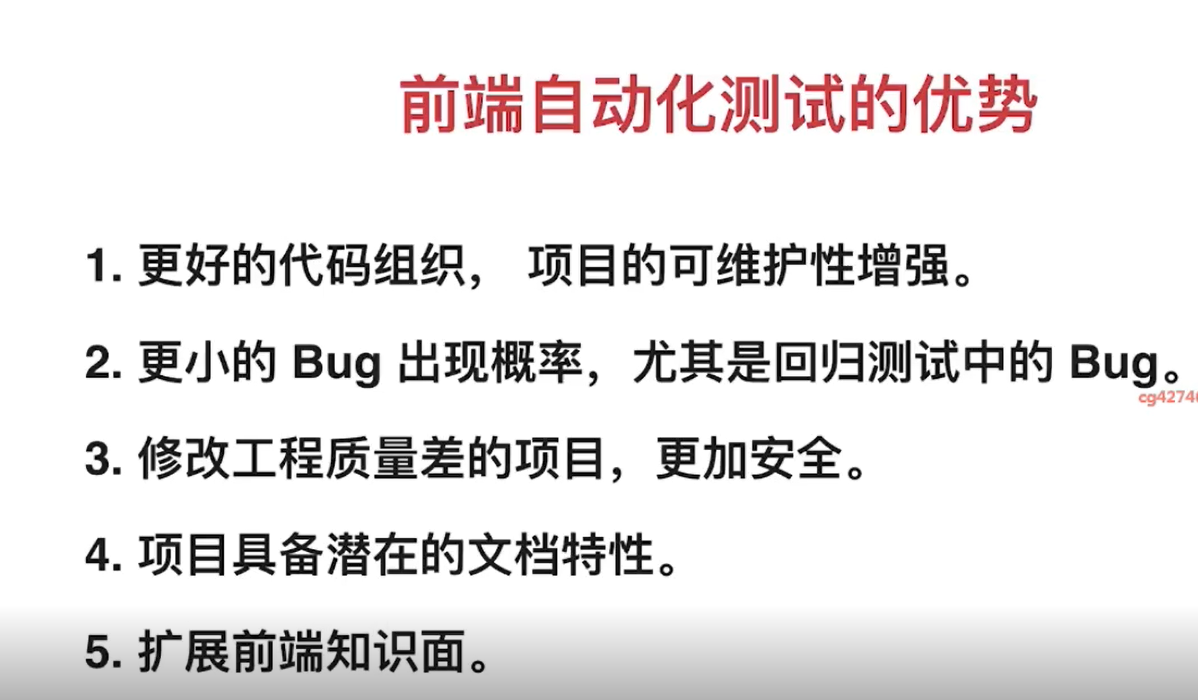 前端自动化测试的优势
1. 更好的代码组织， 项目的可维护性增强。
2. 更小的 Bug 出现概率，尤其是回归测试中的 Bug。
3. 修改工程质量差的项目，更加安全。
4. 项目具备潜在的文档特性。
5. 扩展前端知识面。